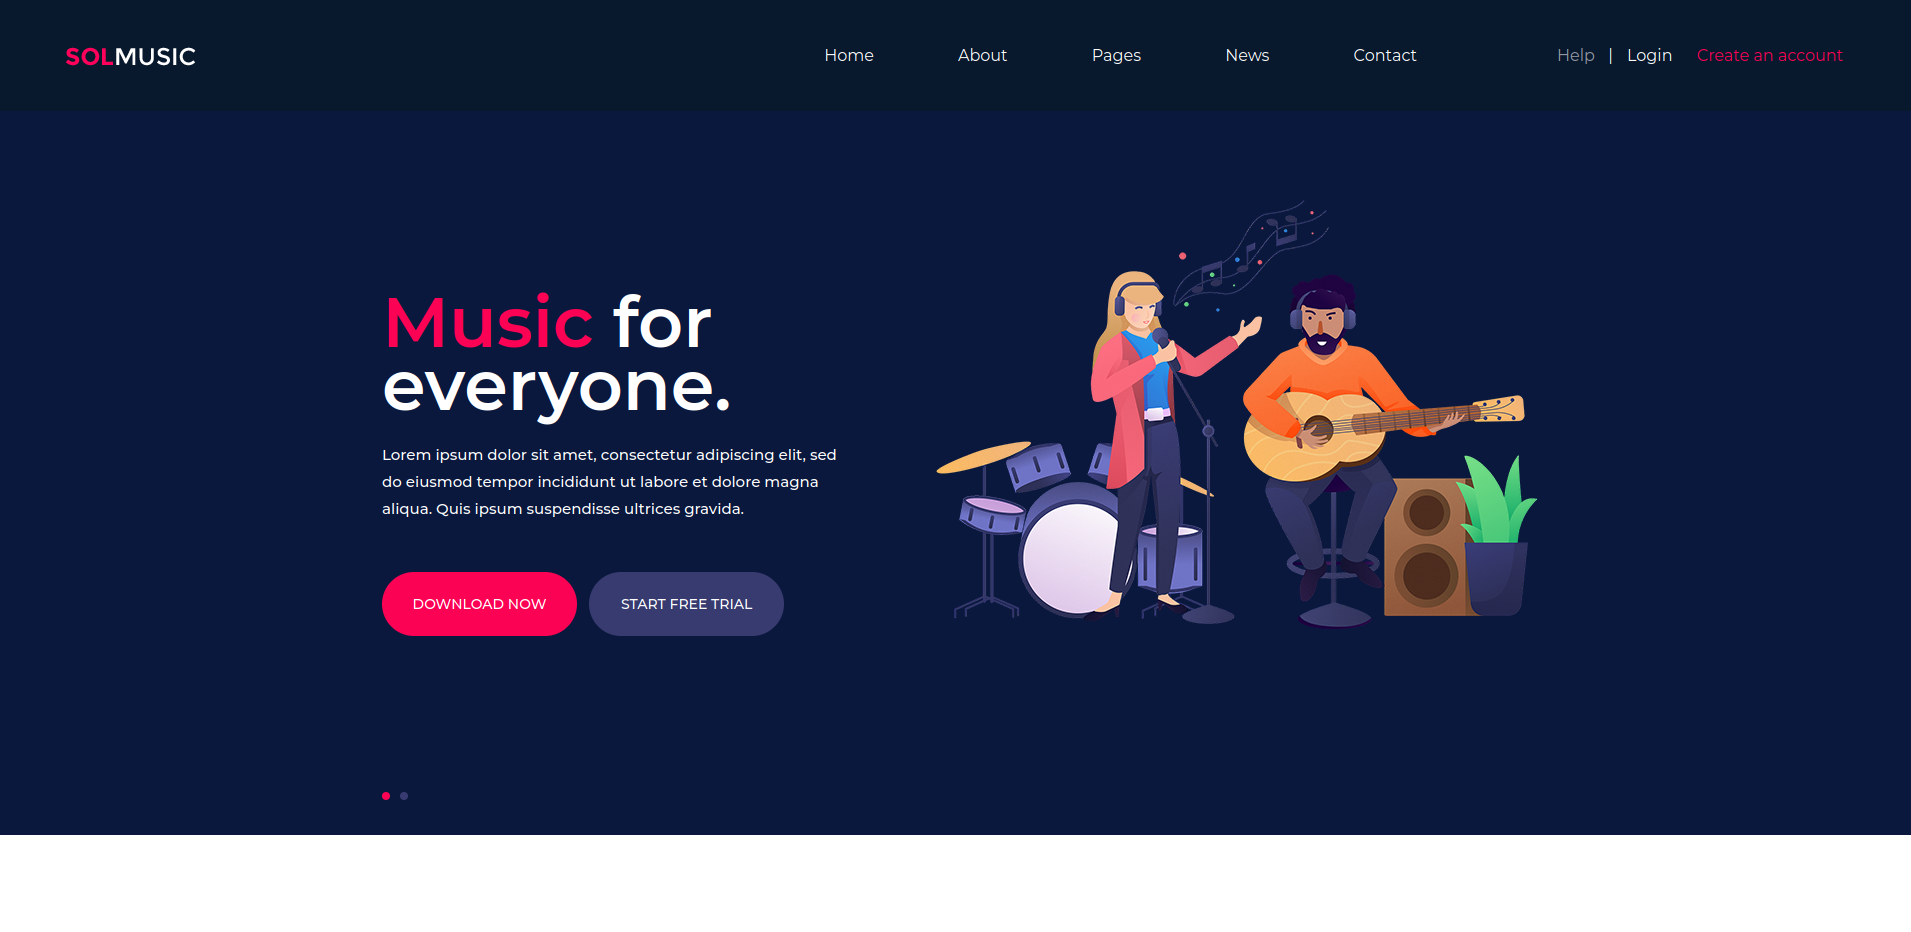 SOLMUSIC
Home About Pages News Contact Help | Login Create an account
Music for
everyone.
Lorem ipsum dolor sit amet, consectetur adipiscing elit, sed
do eiusmod tempor incididunt ut labore et dolore magna
aliqua. Quis ipsum suspendisse ultrices gravida.
DOWNLOAD NOW START FREE TRIAL